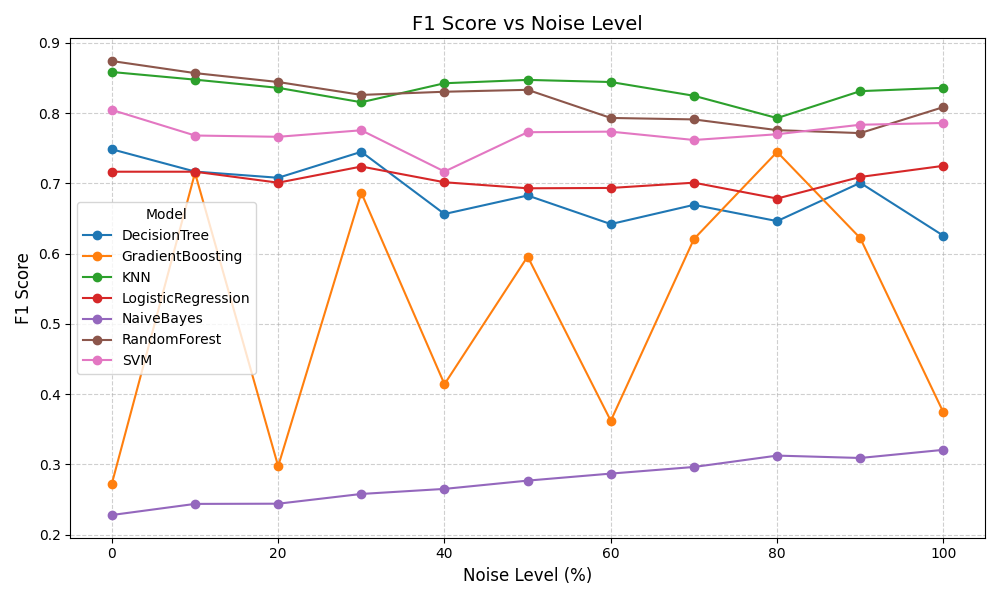 F1 Score vs Noise Level
0.9
0.8
0.7
0.6
0.5
0.4
0.3
0.2
F1 Score
Model
DecisionTree
GradientBoosting
KNN
LogisticRegression
NaiveBayes
RandomForest
SVM
0 20 40 60 80 100
Noise Level (%)